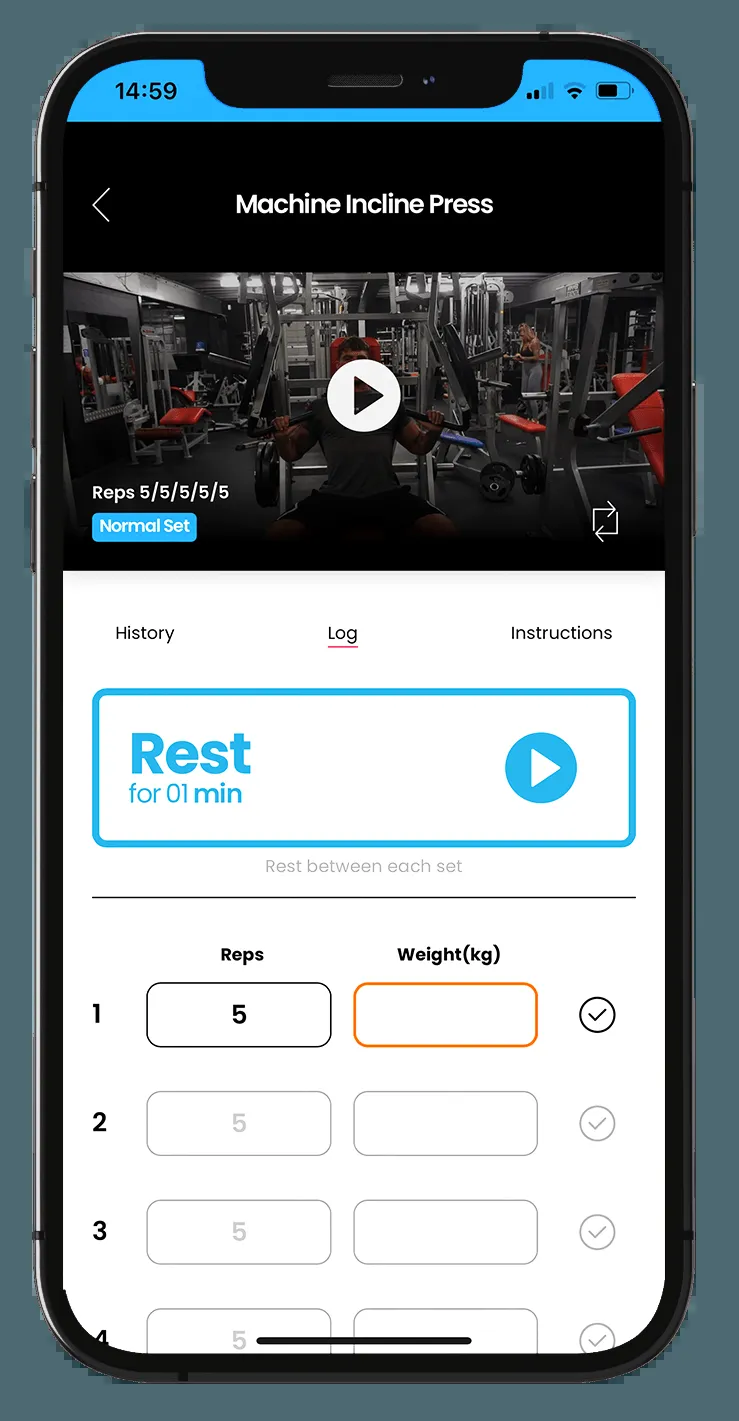 14:59
Machine Incline Press
Reps 5/5/5/5/5
Normal Set
History Log Instructions
Rest
for 01 min
Rest between each set
Reps Weight(kg)
1 5
2 5
3 5
4 5